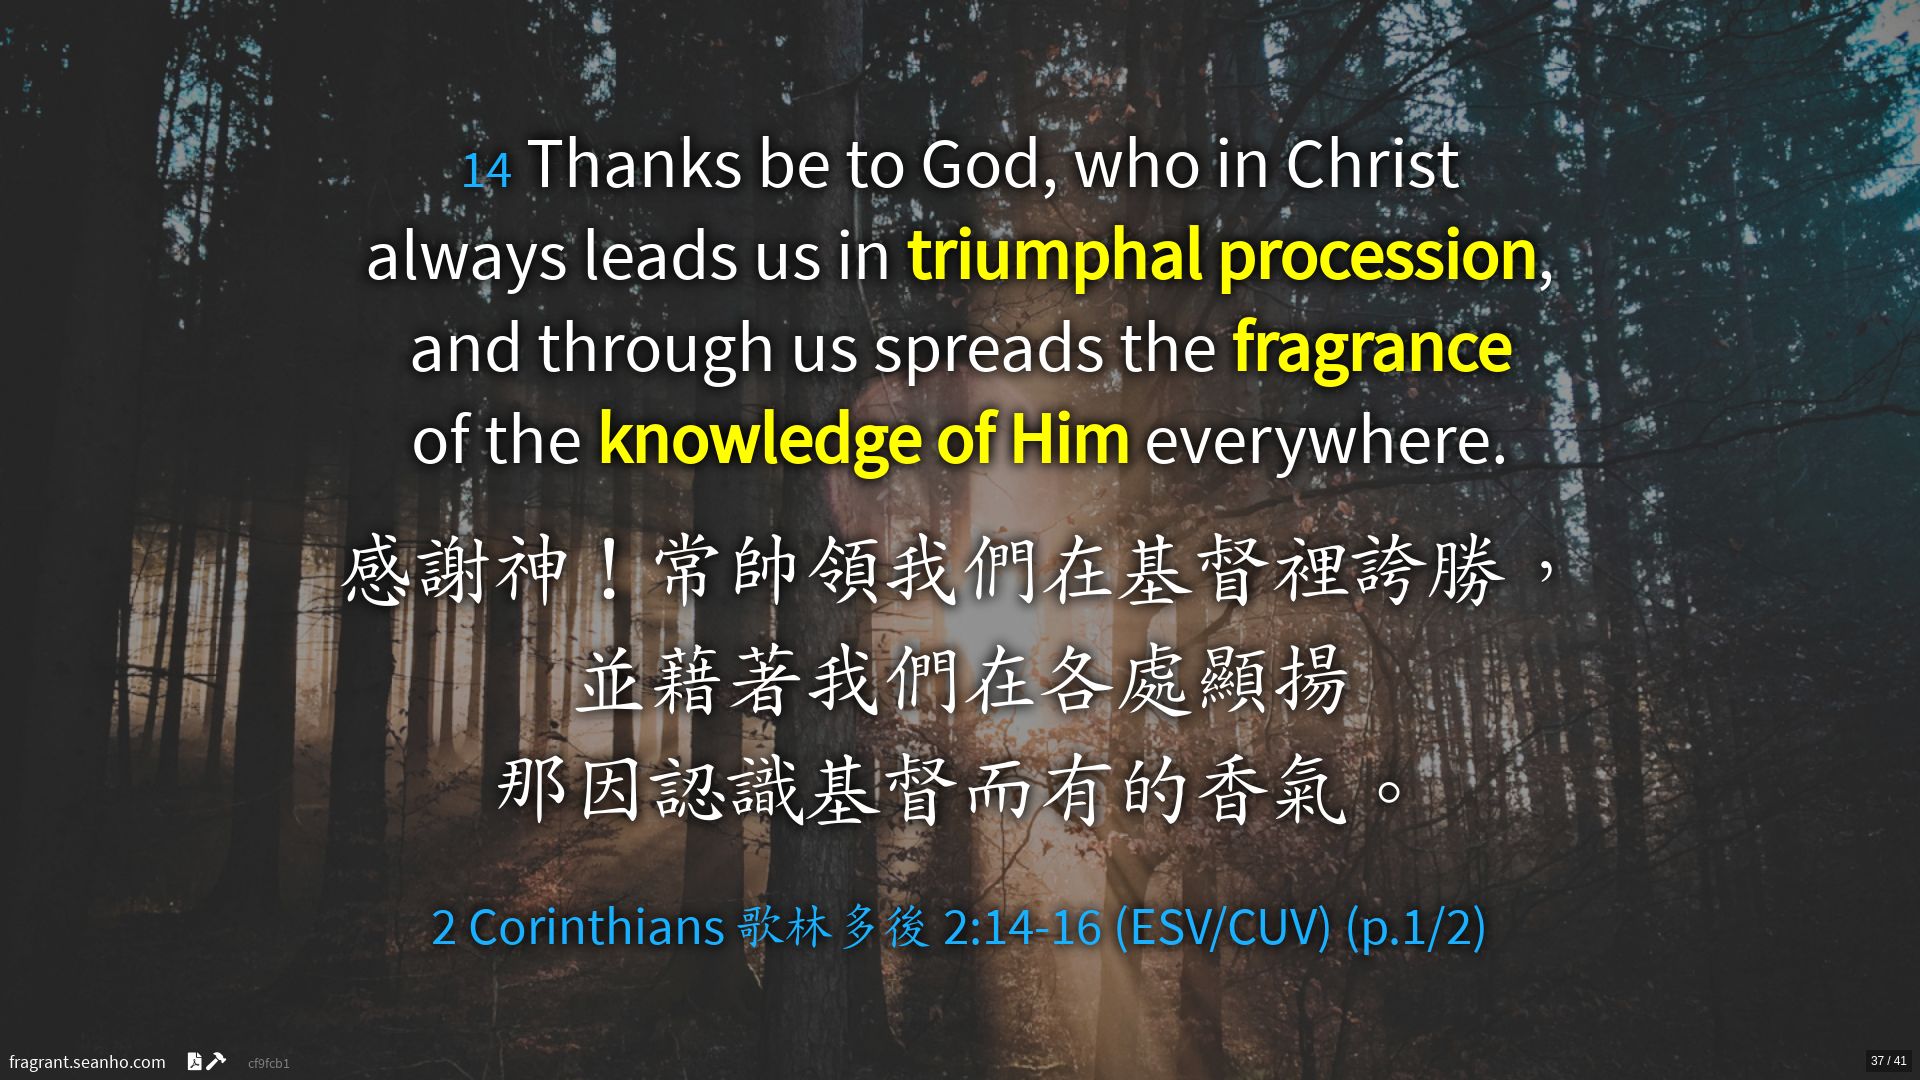 14 Thanks be to God, who in Christ
always leads us in triumphal procession,
and through us spreads the fragrance
of the knowledge of Him everywhere.
感謝神！常帥領我們在基督裡誇勝，
並藉著我們在各處顯揚
那因認識基督而有的香氣。
2 Corinthians 歌林多後 2:14-16 (ESV/CUV) (p.1/2)
fragrant.seanho.com cf9fcb1
37 / 41